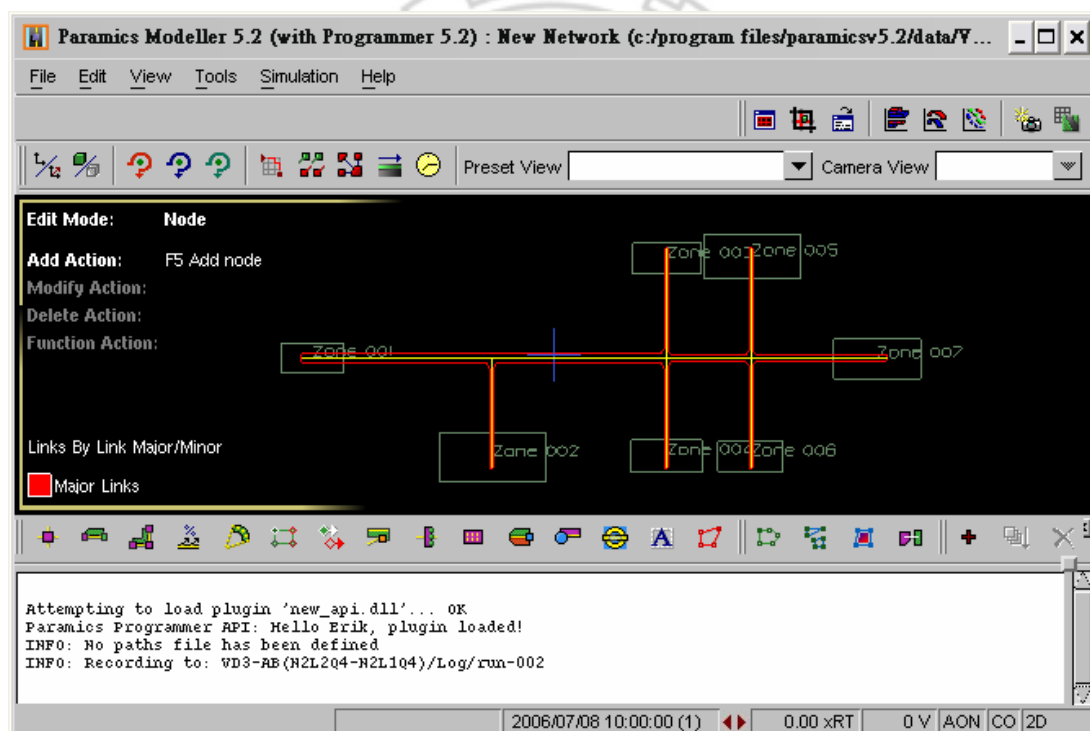 Paramics Modeller 5.2 (with Programmer 5.2) : New Network (c:/program files/paramicsv5.2/data/V...
File Edit View Tools Simulation Help
Preset View Camera View
Edit Mode: Node
Add Action: F5 Add node
Modify Action:
Delete Action:
Function Action:
Zone Zone 005
Zone 001 Zone 007
Links By Link Major/Minor
Zone 002 Zone 004 Zone 006
Major Links
Attempting to load plugin 'new_api.dll'... OK
Paramics Programmer API: Hello Erik, plugin loaded!
INFO: No paths file has been defined
INFO: Recording to: VD3-AB(N2L2Q4-N2L1Q4)/Log/run-002
2006/07/08 10:00:00 (1) 0.00 xRT 0 V AON CO 2D